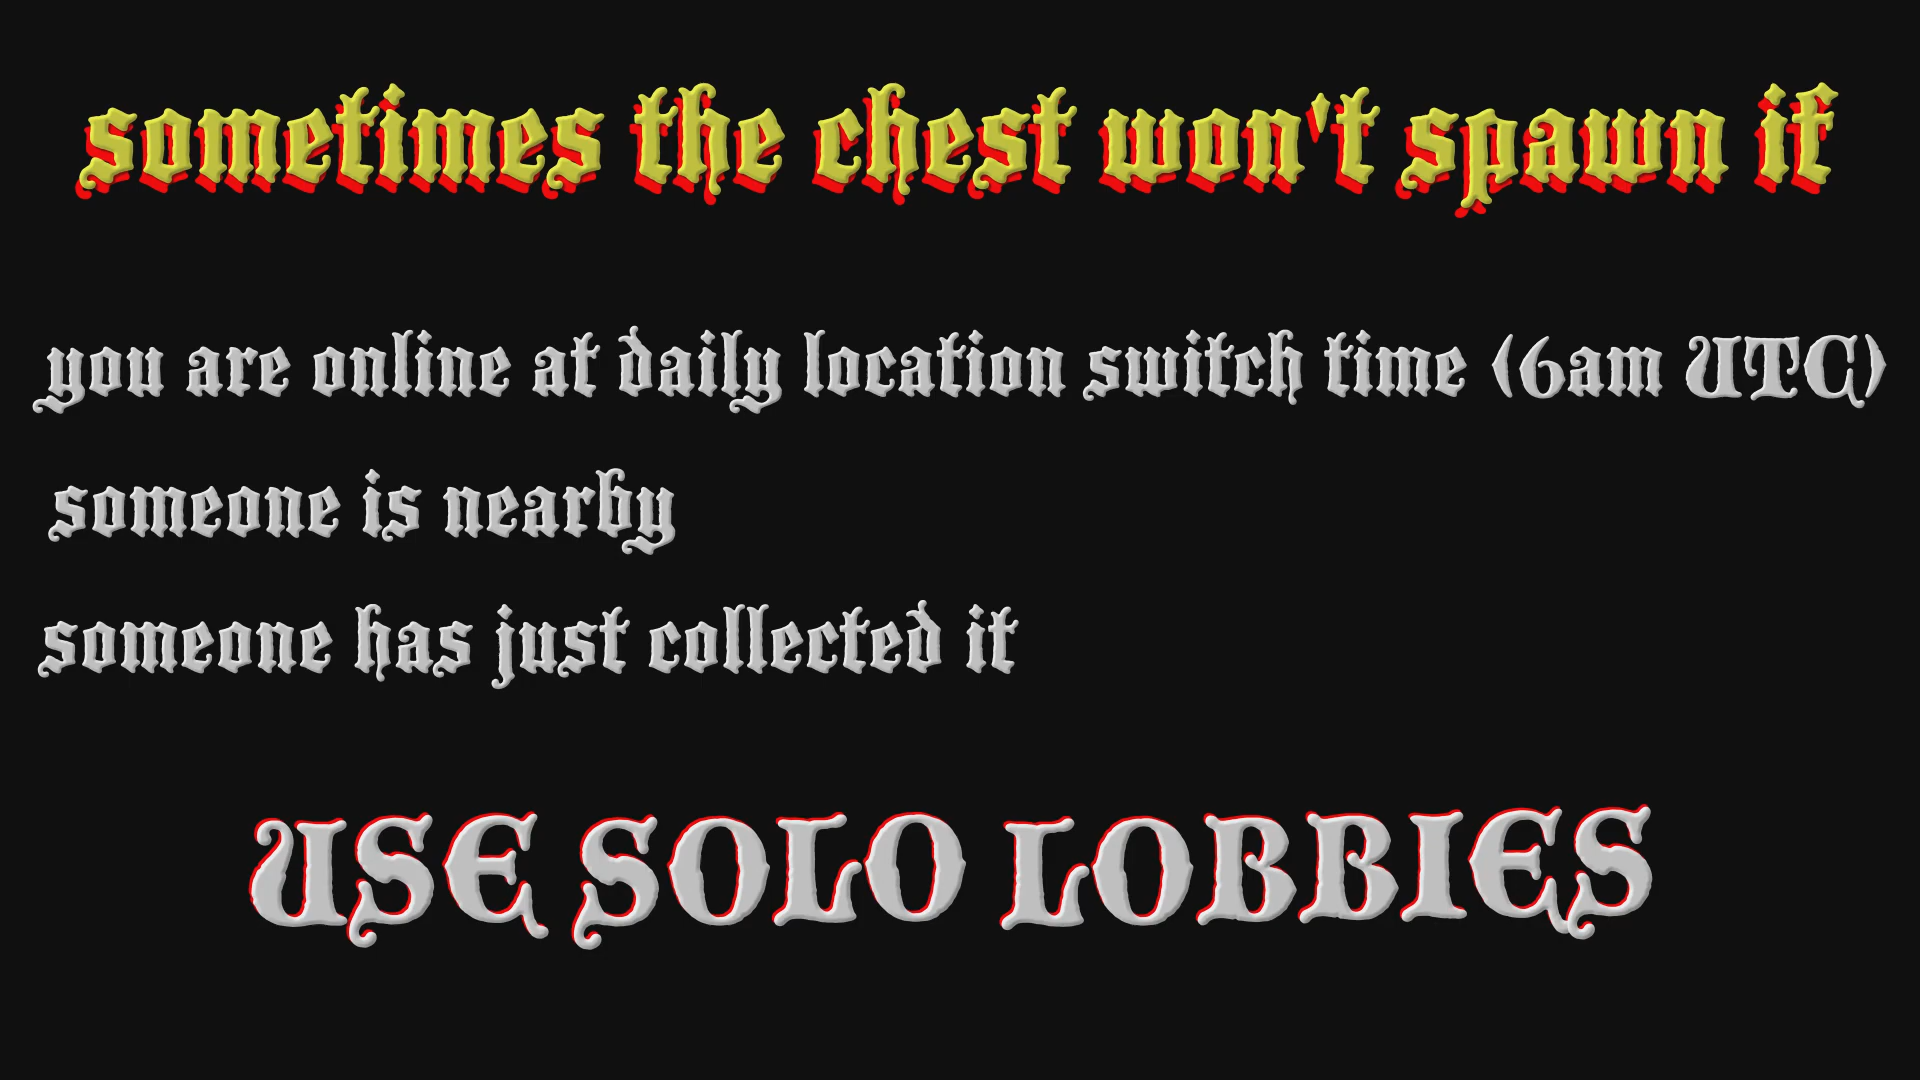 sometimes the chest won't spawn if
you are online at daily location switch time (6am UTC)
someone is nearby
someone has just collected it
USE SOLO LOBBIES